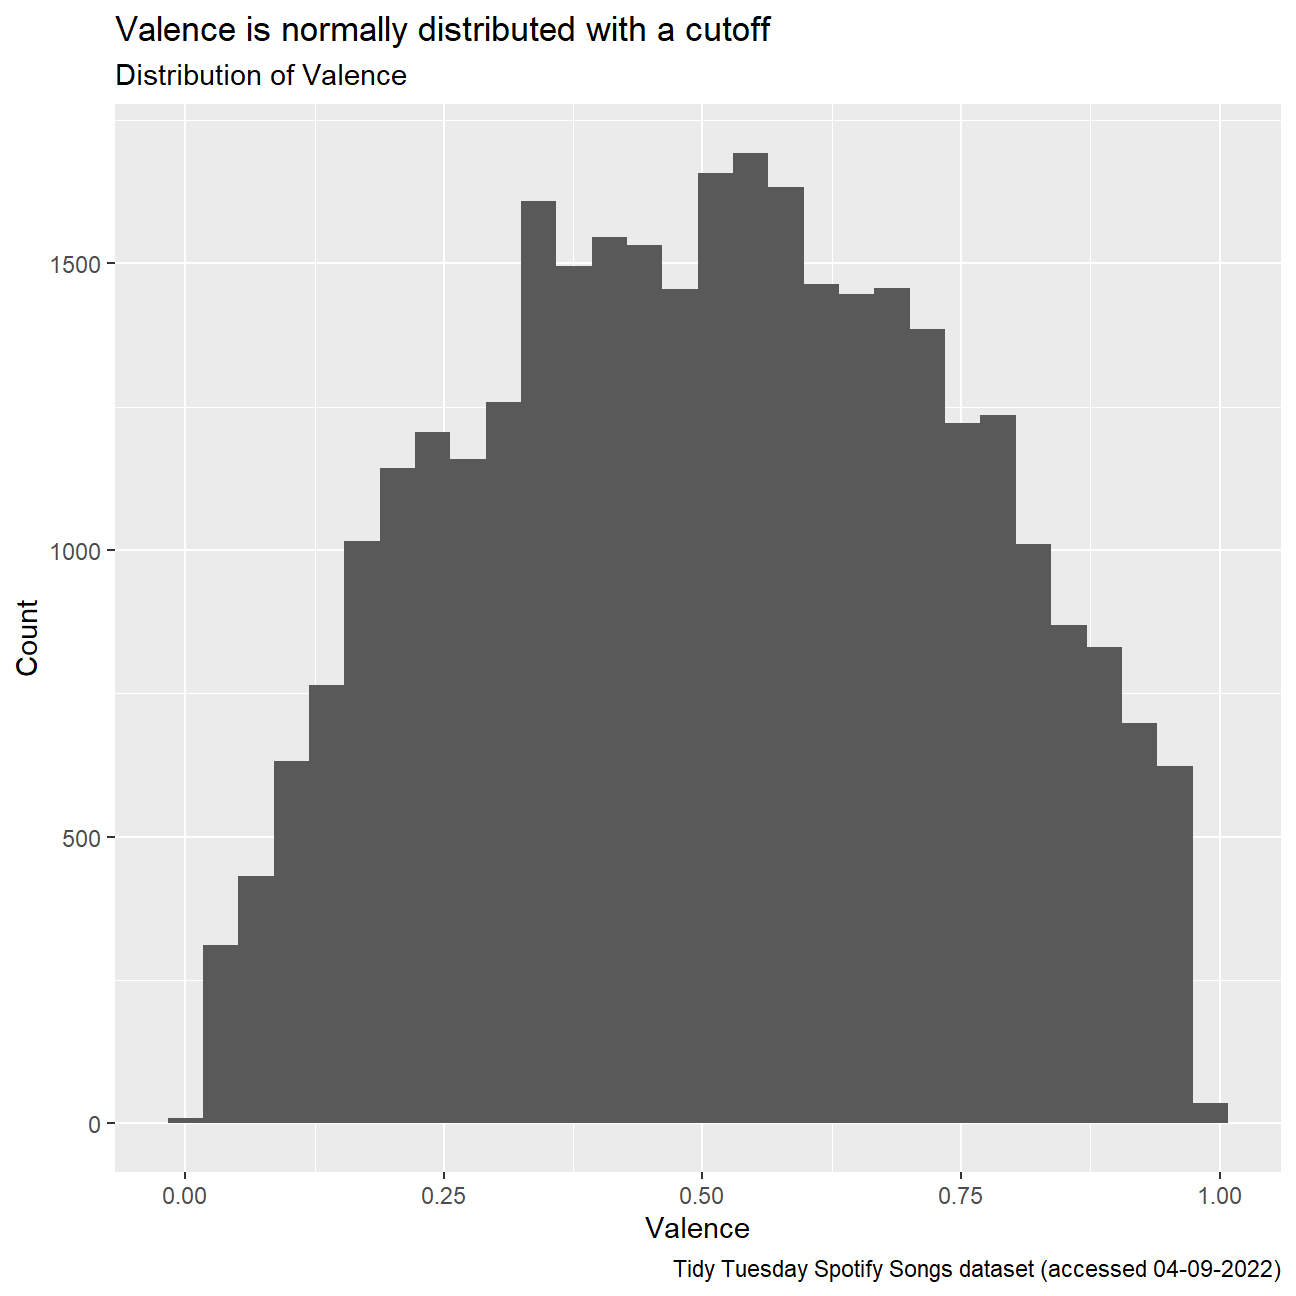 Valence is normally distributed with a cutoff
Distribution of Valence
1500
1000
500
0
Count
0.00 0.25 0.50 0.75 1.00
Valence
Tidy Tuesday Spotify Songs dataset (accessed 04-09-2022)